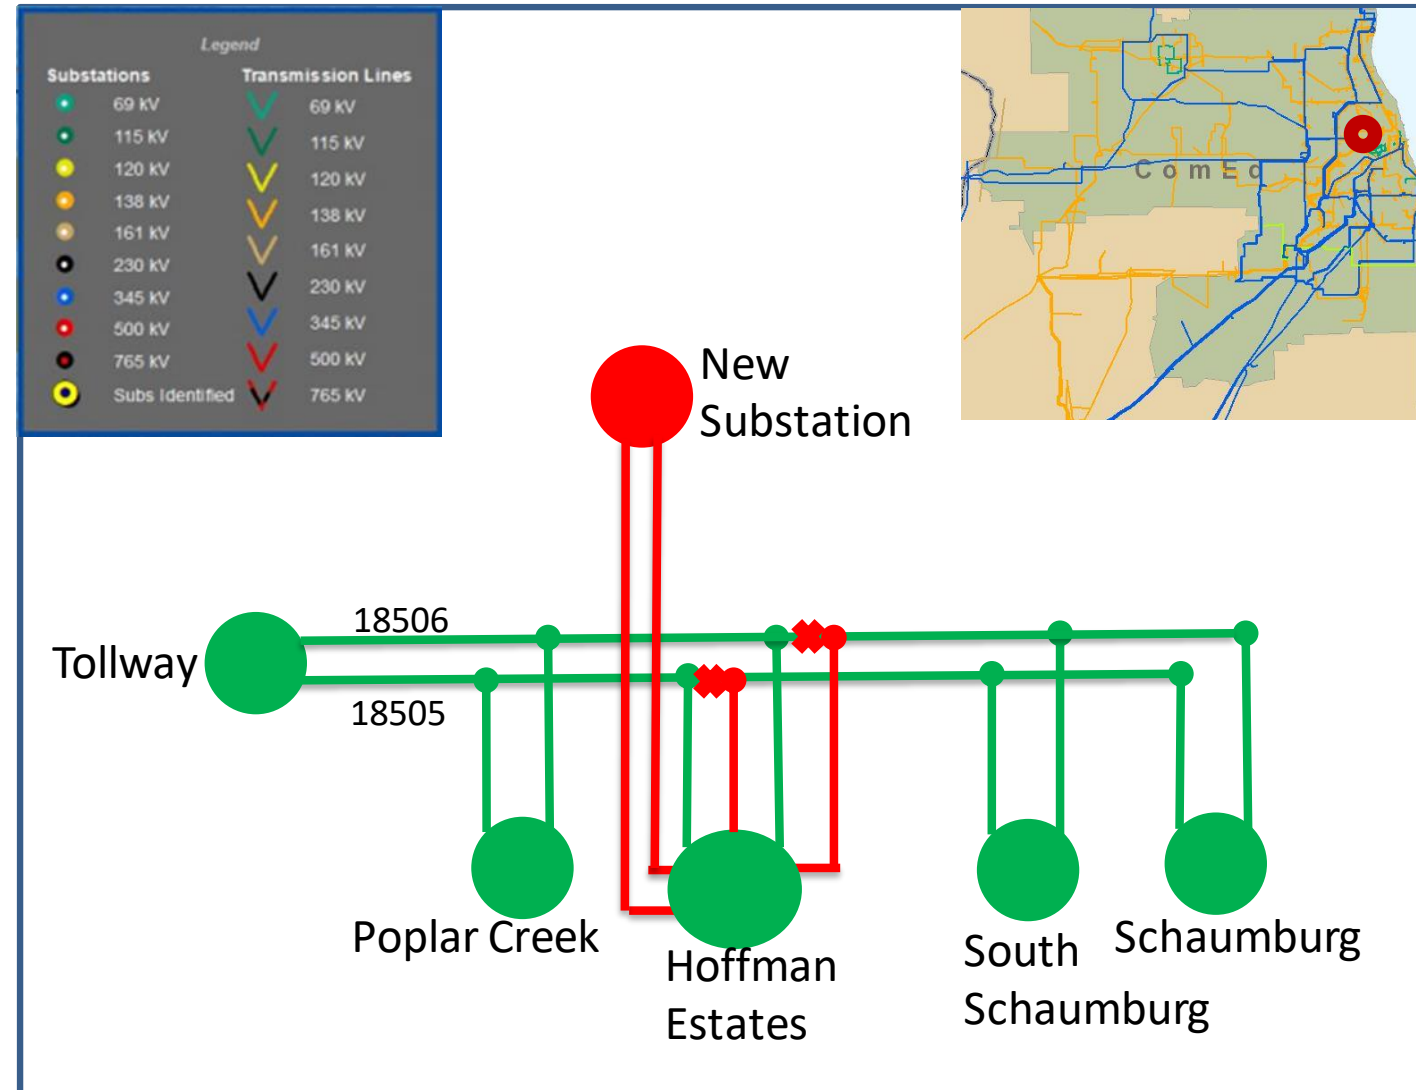 Legend
Substations Transmission Lines
69 kV 69 kV
115 kV 115 kV
120 kV 120 kV
138 kV 138 kV
161 kV 161 kV
230 kV 230 kV
345 kV 345 kV
500 kV 500 kV
765 kV 765 kV
Subs Identified
ComEd
New
Substation
18506
Tollway
18505
Poplar Creek
Hoffman
Estates
South
Schaumburg
Schaumburg